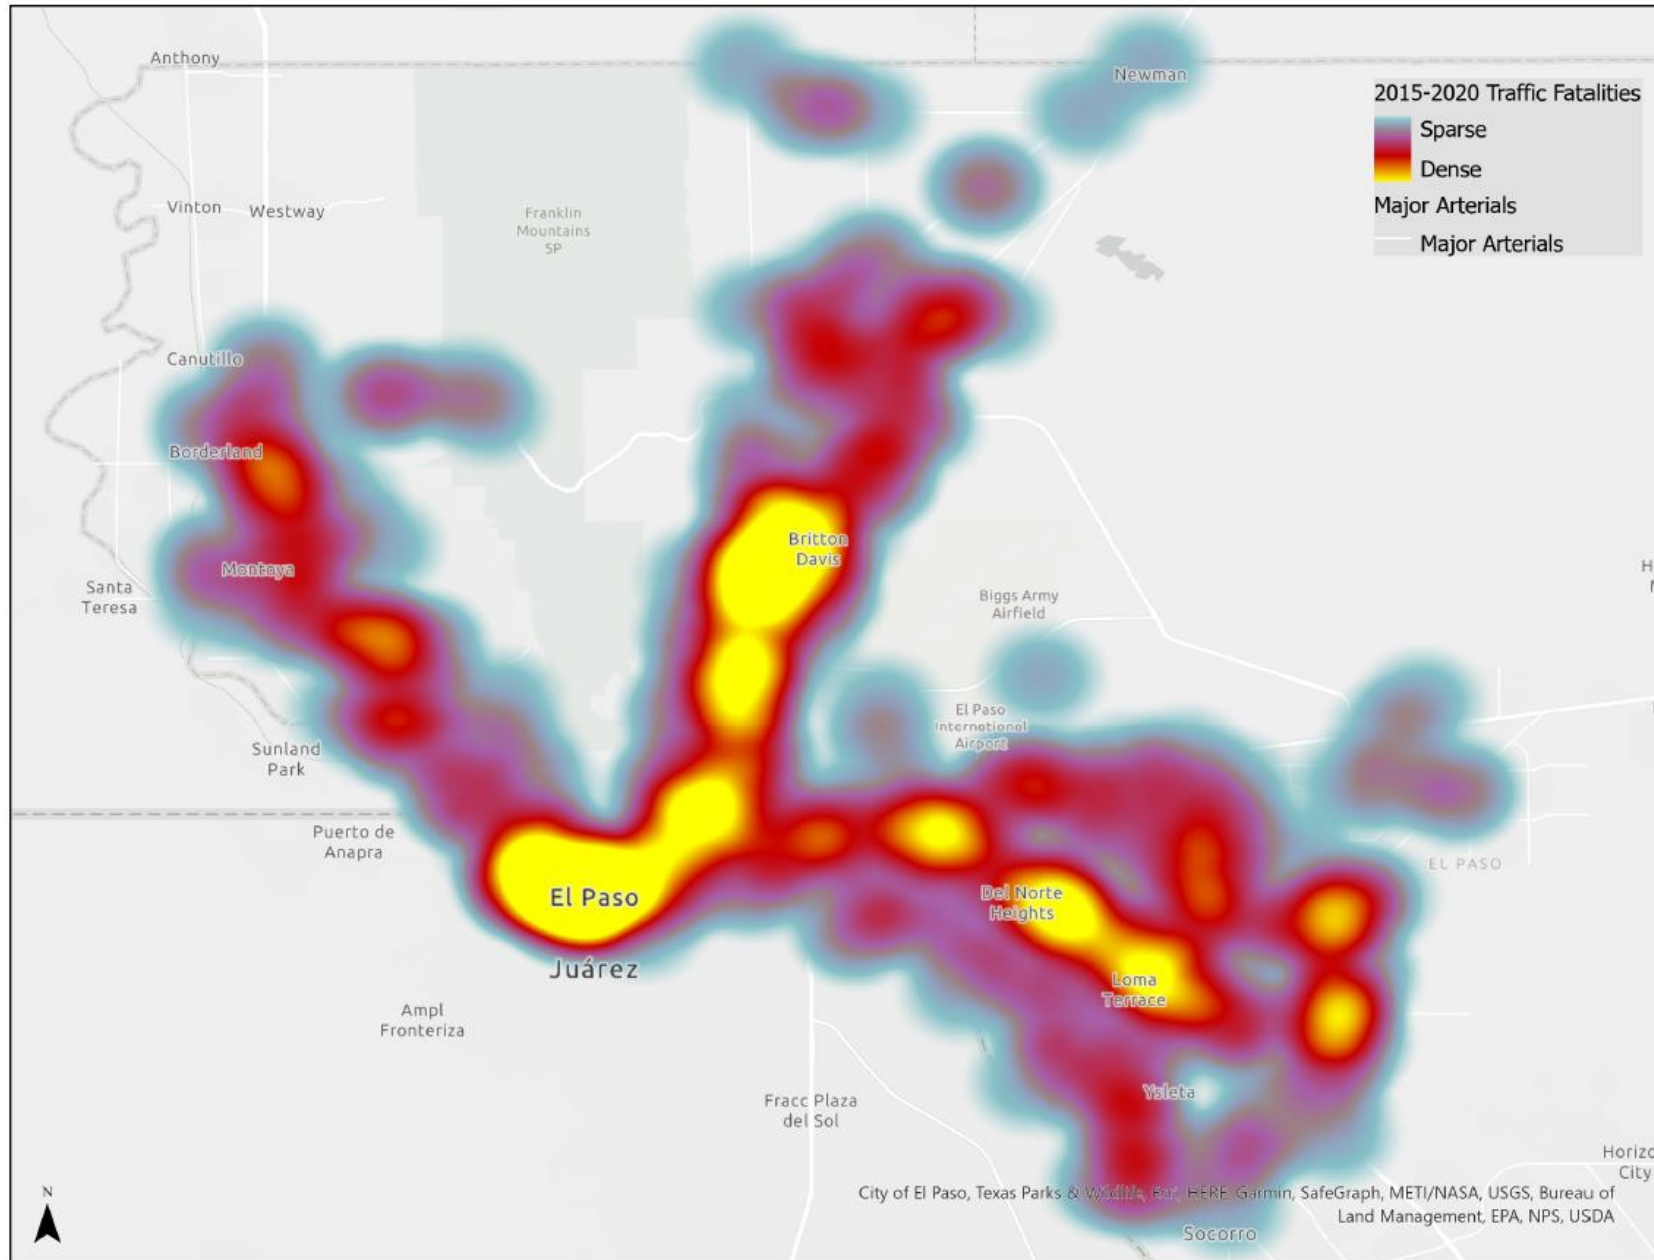 Anthony
Newman
2015-2020 Traffic Fatalities
Sparse
Dense
Major Arterials
Major Arterials
Vinton
Westway
Franklin
Mountains
SP
Canutillo
Borderland
Britton
Davis
Montoya
Santa
Teresa
Biggs Army
Airfield
El Paso
International
Airport
Sunland
Park
Puerto de
Anapra
EL PASO
El Paso
Del Norte
Heights
Juárez
Loma
Terrace
Ampl
Fronteriza
Ysleta
Fracc Plaza
del Sol
Horizo
City
N
City of El Paso, Texas Parks & Wildlife, Esri, HERE, Garmin, SafeGraph, METI/NASA, USGS, Bureau of
Land Management, EPA, NPS, USDA
Socorro